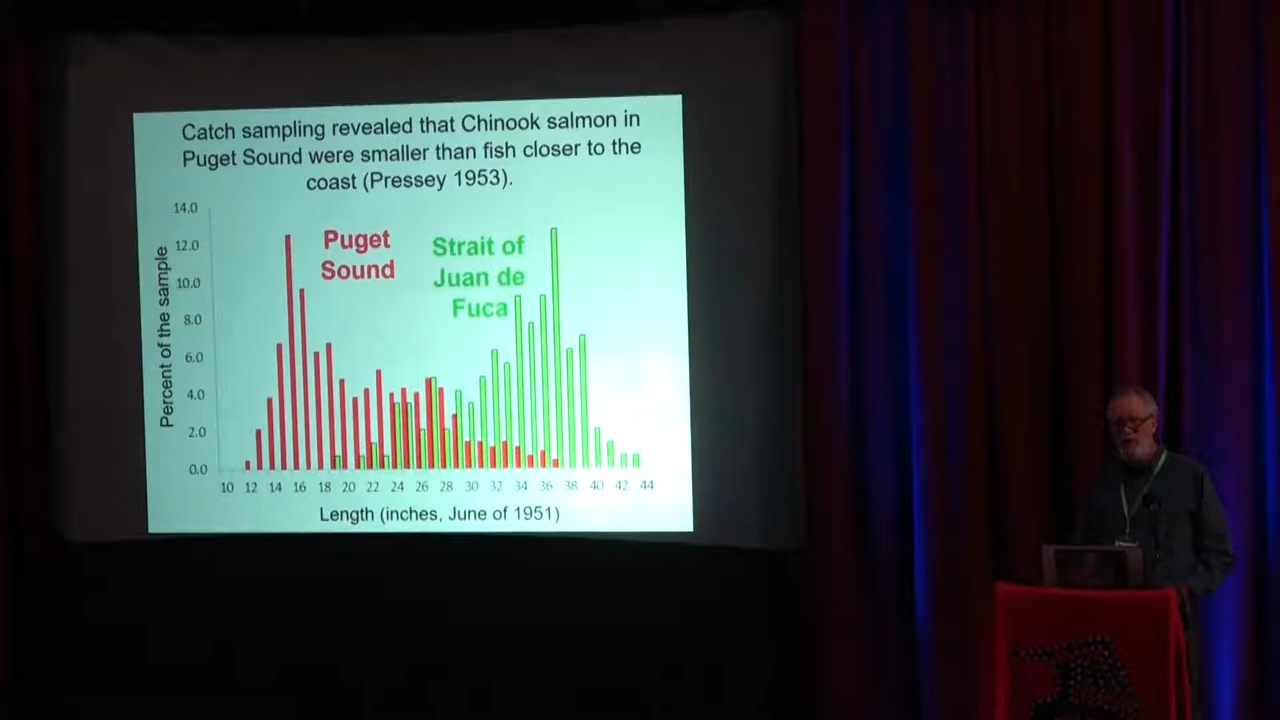 Catch sampling revealed that Chinook salmon in
Puget Sound were smaller than fish closer to the
coast (Pressey 1953).
14.0
12.0
10.0
8.0
6.0
4.0
2.0
0.0
Percent of the sample
Puget
Sound
Strait of
Juan de
Fuca
10 12 14 16 18 20 22 24 26 28 30 32 34 36 38 40 42 44
Length (inches, June of 1951)